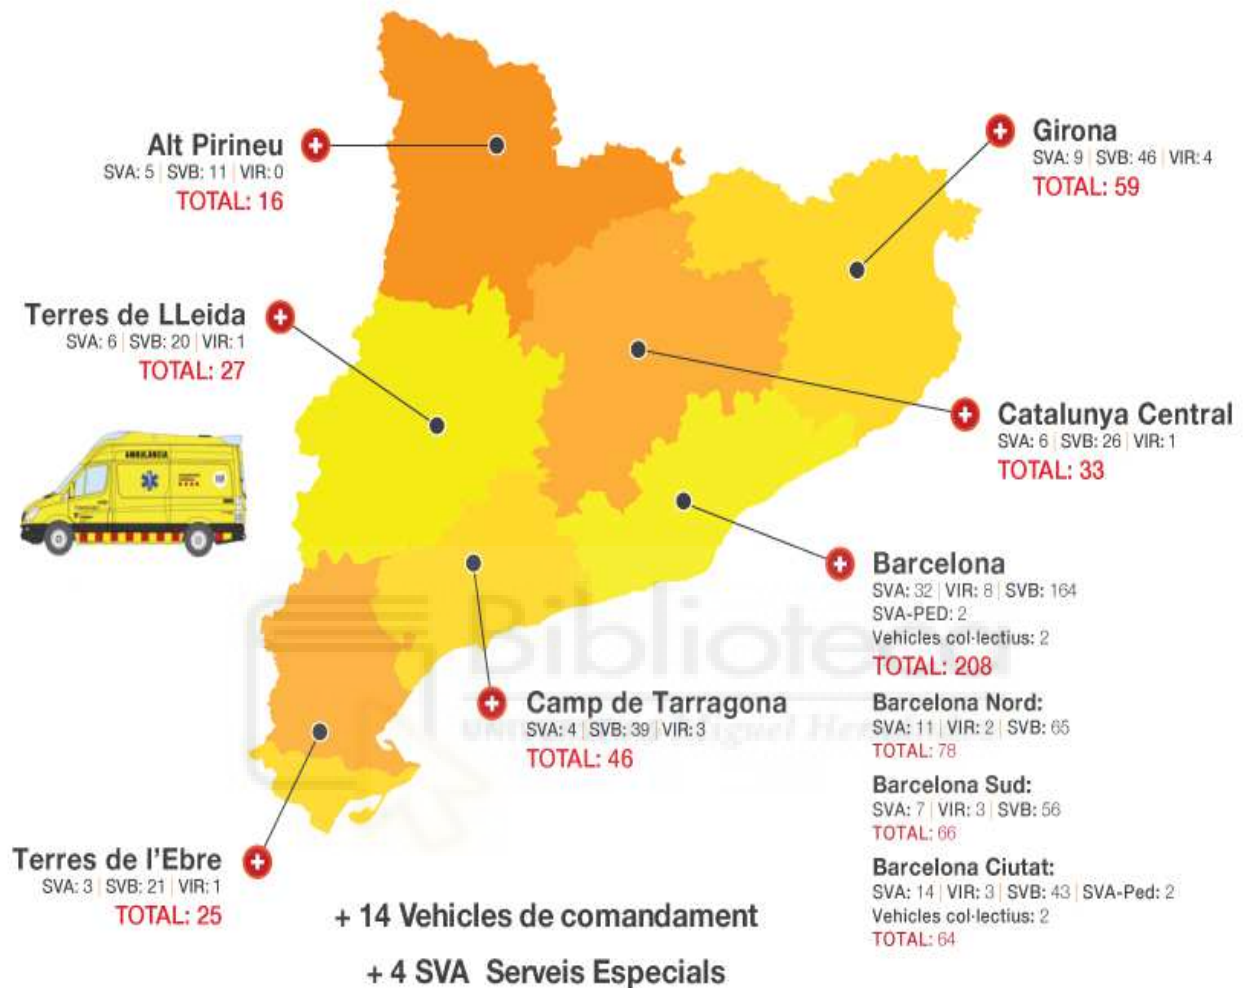 Alt Pirineu
SVA: 5 | SVB: 11 | VIR: 0
TOTAL: 16
Girona
SVA: 9 | SVB: 46 | VIR: 4
TOTAL: 59
Terres de LLeida
SVA: 6 | SVB: 20 | VIR: 1
TOTAL: 27
Catalunya Central
SVA: 6 | SVB: 26 | VIR: 1
TOTAL: 33
AMBULÀNCIA
Barcelona
SVA: 32 | VIR: 8 | SVB: 164
SVA-PED: 2
Vehicles col·lectius: 2
TOTAL: 208
Barcelona Nord:
SVA: 11 | VIR: 2 | SVB: 65
TOTAL: 78
Barcelona Sud:
SVA: 7 | VIR: 3 | SVB: 56
TOTAL: 66
Barcelona Ciutat:
SVA: 14 | VIR: 3 | SVB: 43 | SVA-Ped: 2
Vehicles col·lectius: 2
TOTAL: 64
Biblioteca
Miguel
Camp de Tarragona
SVA: 4 | SVB: 39 | VIR: 3
TOTAL: 46
Terres de l'Ebre
SVA: 3 | SVB: 21 | VIR: 1
TOTAL: 25
+ 14 Vehicles de comandament
+ 4 SVA Serveis Especials